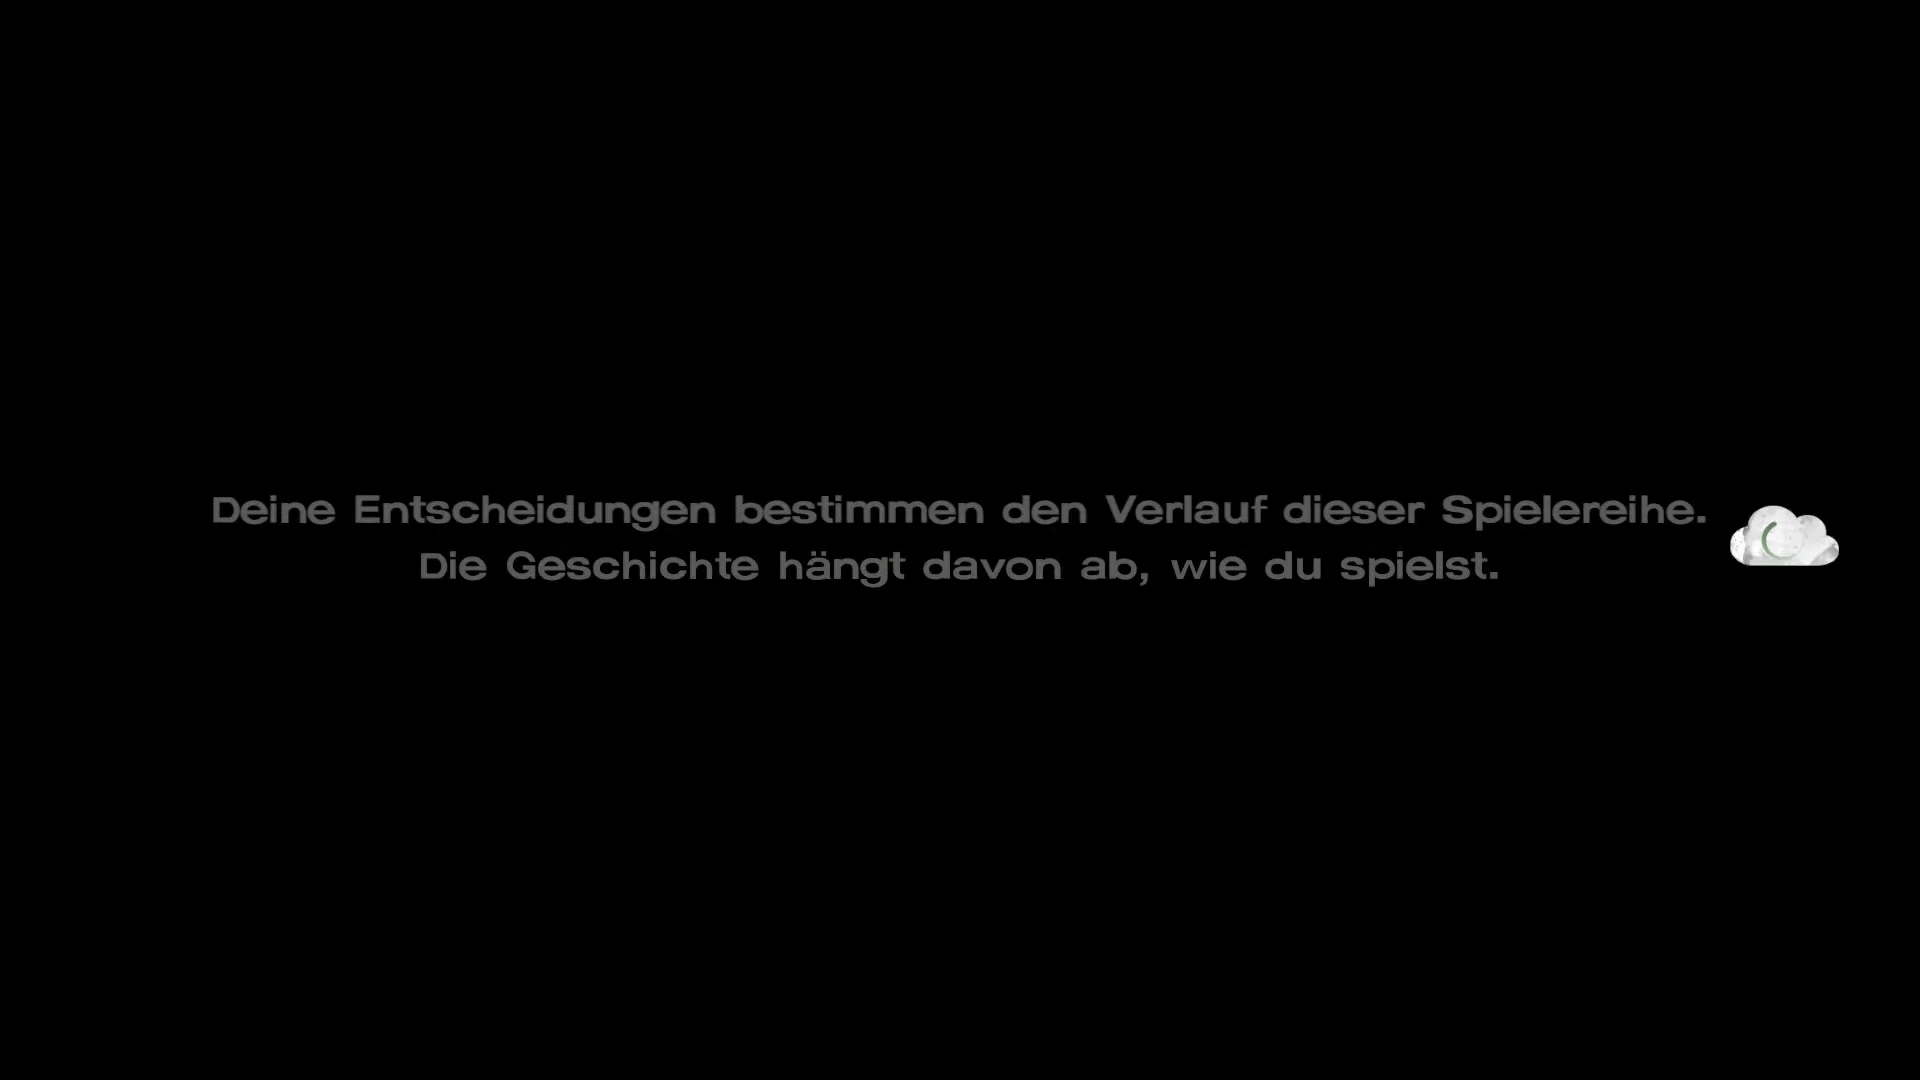 Deine Entscheidungen bestimmen den Verlauf dieser Spielereihe.
Die Geschichte hängt davon ab, wie du spielst.